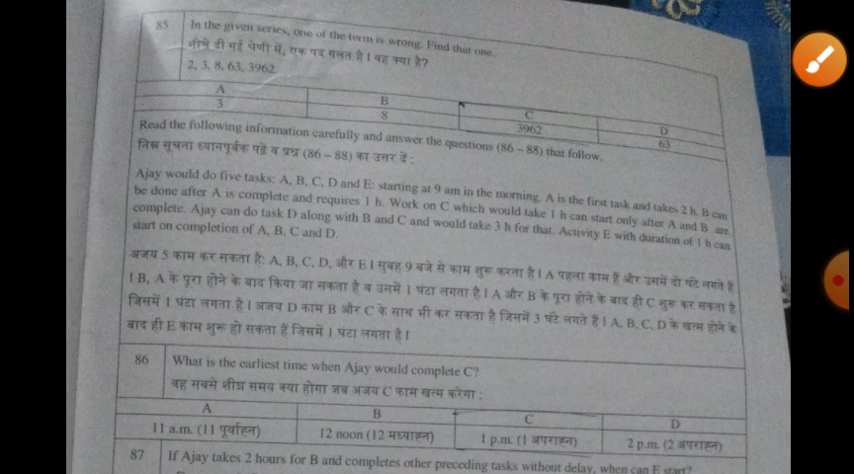 85 In the given series, one of the term is wrong. Find that one.
नीचे दी गई श्रेणी में, एक पद गलत है। वह क्या है?
2, 3, 8, 63, 3962
A B C D
3 8 3962 63
Read the following information carefully and answer the questions (86 – 88) that follow.
निम्न सूचना ध्यानपूर्वक पढ़ें व प्रश्न (86 – 88) का उत्तर दें :
Ajay would do five tasks: A, B, C, D and E: starting at 9 am in the morning. A is the first task and takes 2 h. B can
be done after A is complete and requires 1 h. Work on C which would take 1 h can start only after A and B are
complete. Ajay can do task D along with B and C and would take 3 h for that. Activity E with duration of 1 h can
start on completion of A, B, C and D.
अजय 5 काम कर सकता है: A, B, C, D, और E। सुबह 9 बजे से काम शुरू करता है। A पहला काम है और उसमें दो घंटे लगते हैं
। B, A के पूरा होने के बाद किया जा सकता है व उसमें 1 घंटा लगता है। A और B के पूरा होने के बाद ही C शुरू कर सकता है
जिसमें 1 घंटा लगता है। अजय D काम B और C के साथ भी कर सकता है जिसमें 3 घंटे लगते हैं। A, B, C, D के खत्म होने के
बाद ही E काम शुरू हो सकता है जिसमें 1 घंटा लगता है।
86 What is the earliest time when Ajay would complete C?
वह सबसे शीघ्र समय क्या होगा जब अजय C काम खत्म करेगा :
A B C D
11 a.m. (11 पूर्वाह्न) 12 noon (12 मध्याह्न) 1 p.m. (1 अपराह्न) 2 p.m. (2 अपराह्न)
87 If Ajay takes 2 hours for B and completes other preceding tasks without delay, when can E start?